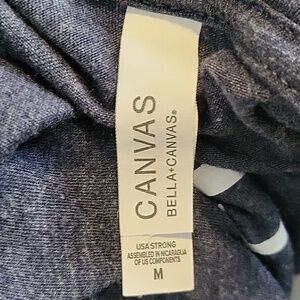 CANVAS
BELLA+CANVAS®
USA STRONG
ASSEMBLED IN NICARAGUA
OF US COMPONENTS
M